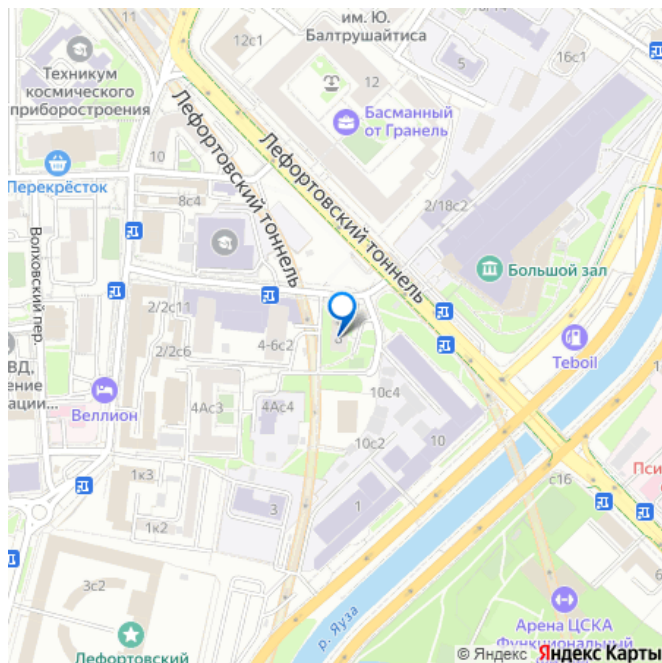 11
12с1
им. Ю.
Балтрушайтиса
5
16с1
Техникум
космического
приборостроения
12
Басманный
от Гранель
10
Перекрёсток
Лефортовский тоннель
Лефортовский тоннель
8с4
2/18с2
Волховский пер.
Большой зал
2/2с11
2/2с6
4-6с2
Teboil
ВД,
ение
ации...
Веллион
4Ас3
4Ас4
10с4
10с2
10
Пси
1к3
с16
3
1
1к2
3с2
р. Яуза
Арена ЦСКА
Функциональный
Лефортовский
© Яндекс Яндекс Карты